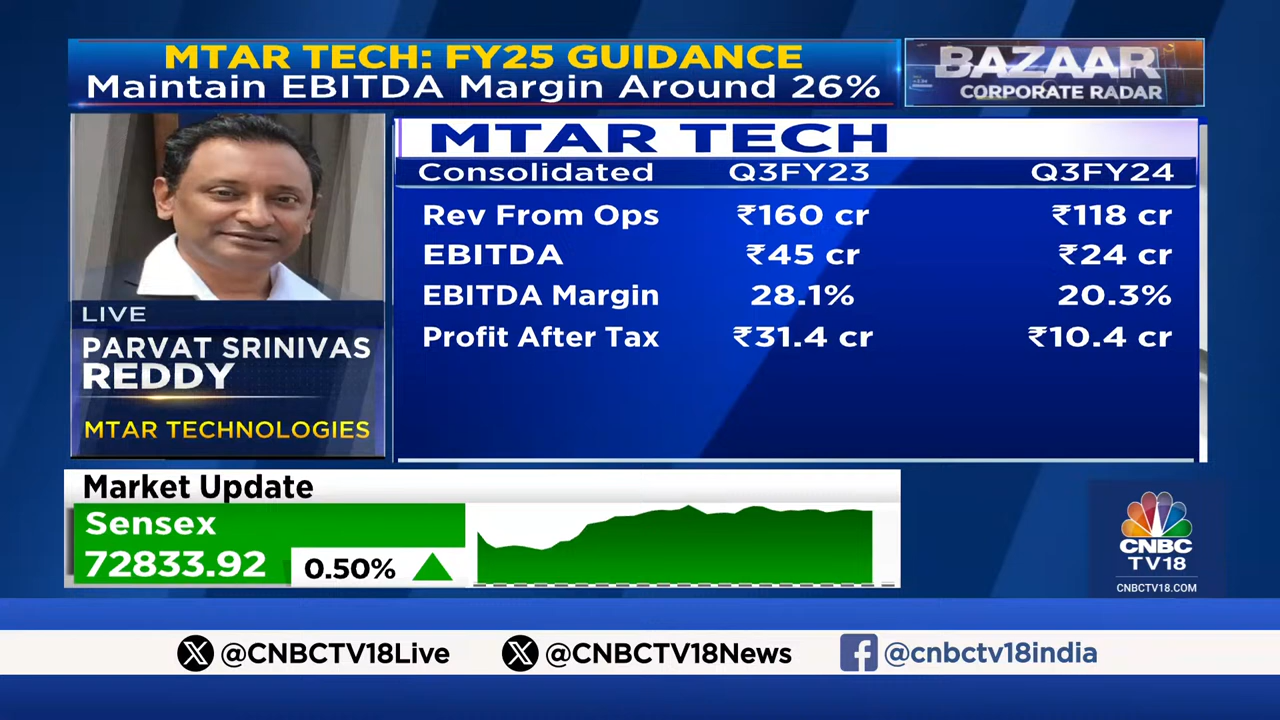 MTAR TECH: FY25 GUIDANCE
Maintain EBITDA Margin Around 26%
BAZAAR
CORPORATE RADAR
MTAR TECH
Consolidated Q3FY23 Q3FY24
Rev From Ops ₹160 cr ₹118 cr
EBITDA ₹45 cr ₹24 cr
EBITDA Margin 28.1% 20.3%
Profit After Tax ₹31.4 cr ₹10.4 cr
LIVE
PARVAT SRINIVAS
REDDY
MTAR TECHNOLOGIES
Market Update
Sensex
72833.92 0.50%
CNBC
TV18
CNBCTV18.COM
@CNBCTV18Live @CNBCTV18News @cnbctv18india